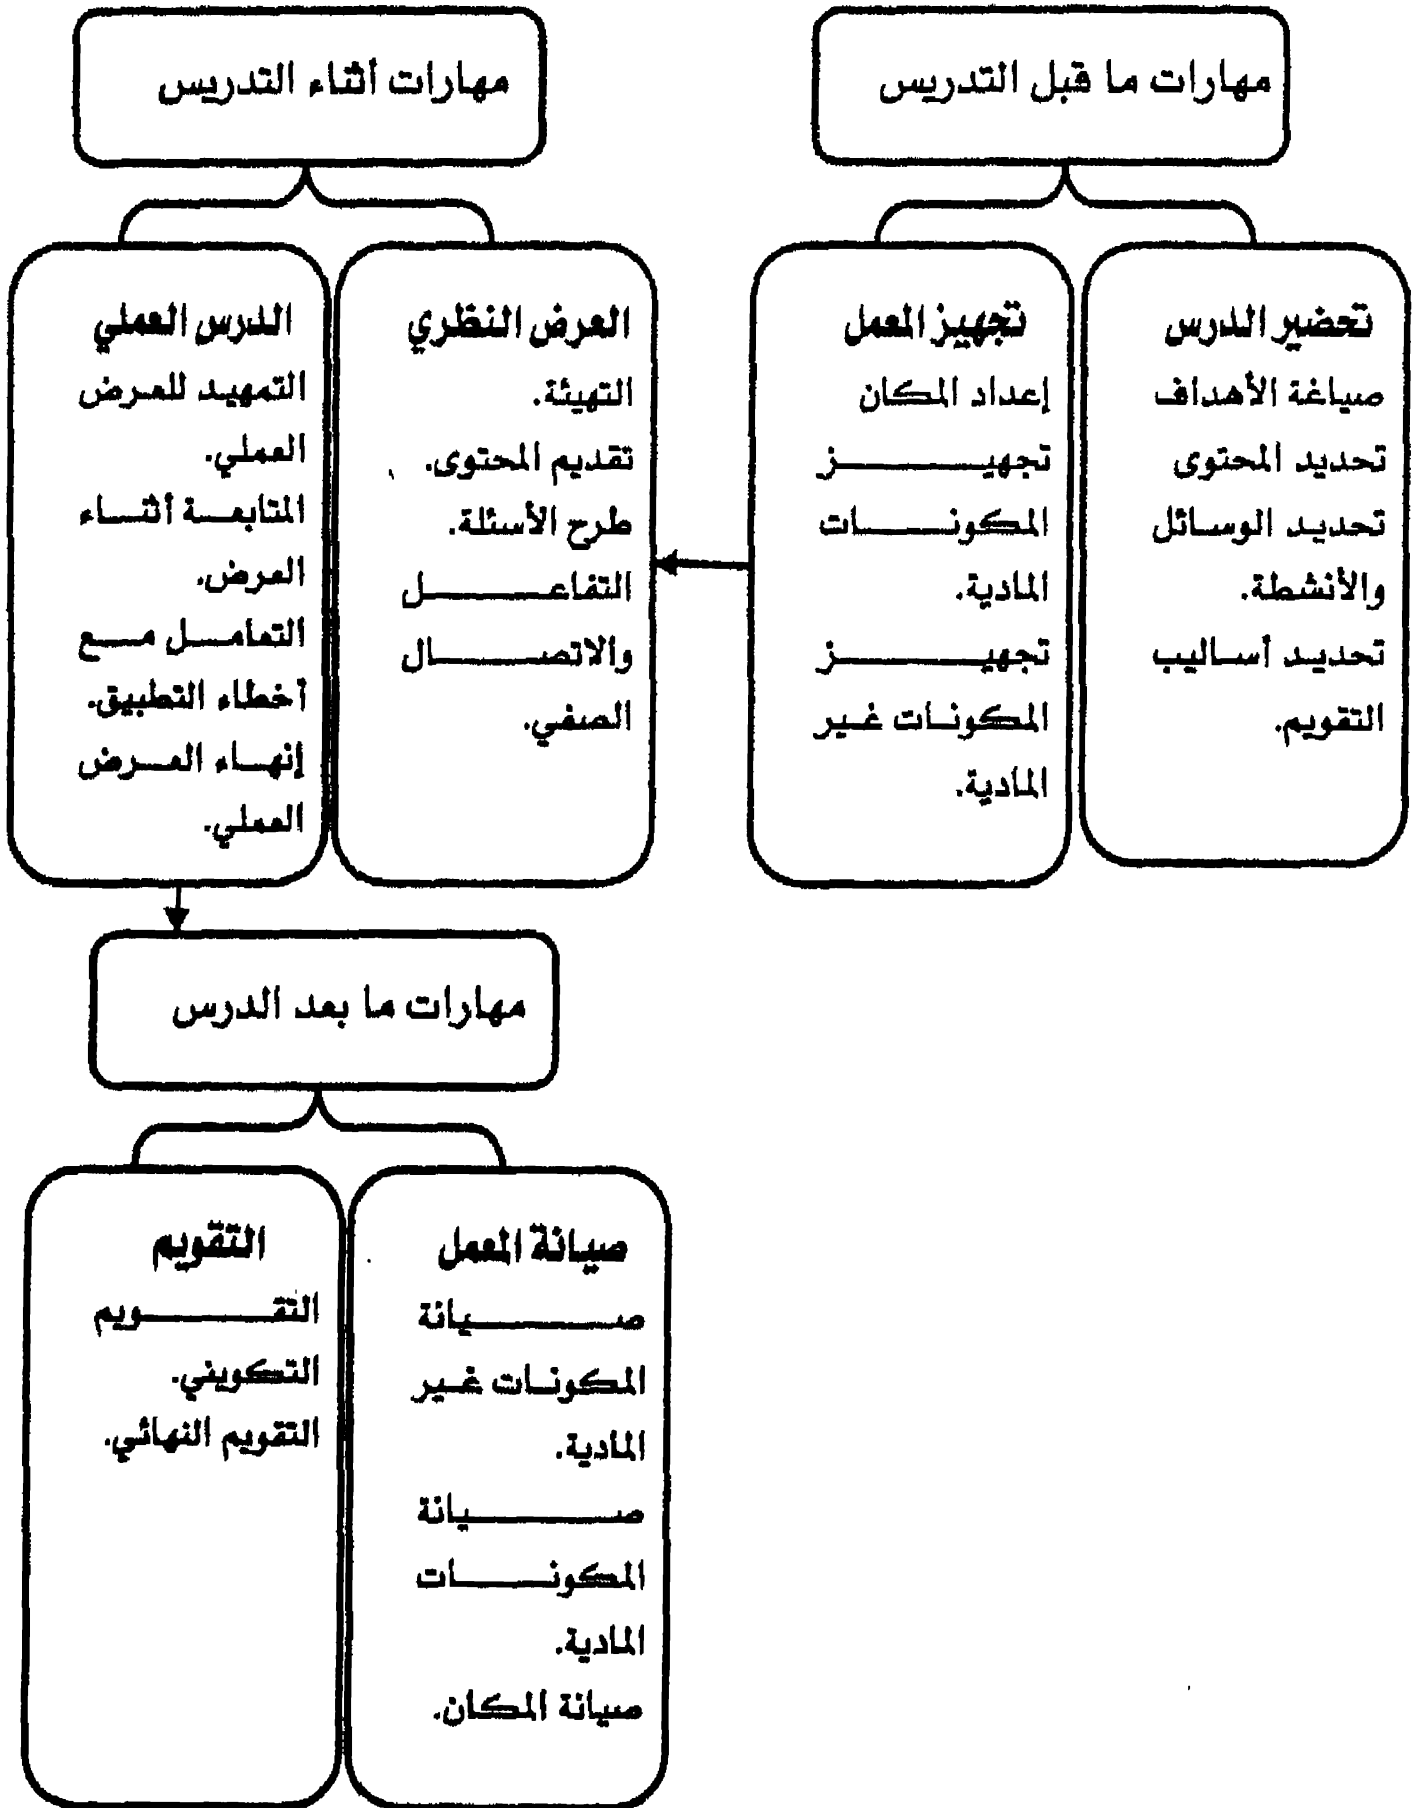 مهارات ما قبل التدريس
تحضير الدرس
صياغة الأهداف
تحديد المحتوى
تحديد الوسائل
والأنشطة.
تحديد أساليب
التقويم.
تجهيز المعمل
إعداد المكان
تجهيز
المكونات
المادية.
تجهيز
المكونات غير
المادية.
مهارات أثناء التدريس
العرض النظري
التهيئة.
تقديم المحتوى.
طرح الأسئلة.
التفاعل
والاتصال
الصفي.
الدرس العملي
التمهيد للعرض
العملي.
المتابعة أثناء
العرض.
التعامل مع
أخطاء التطبيق.
إنهاء العرض
العملي.
مهارات ما بعد الدرس
صيانة المعمل
صيانة
المكونات غير
المادية.
صيانة
المكونات
المادية.
صيانة المكان.
التقويم
التقويم
التكويني.
التقويم النهائي.